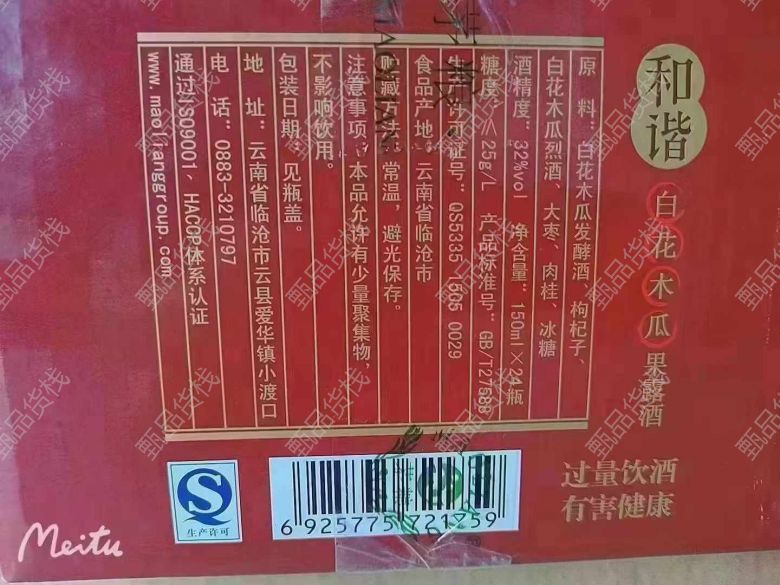 和谐
白花木瓜果露酒
原料：白花木瓜发酵酒、枸杞子、
白花木瓜烈酒、大枣、肉桂、冰糖
酒精度：32%vol 净含量：150ml×24瓶
糖度：≥25g/L 产品标准号：GB/T27588
生产许可证号：QS5335 1505 0029
食品产地：云南省临沧市
贮藏方法：常温，避光保存。
注意事项：本品允许有少量聚集物，
不影响饮用。
包装日期：见瓶盖。
地址：云南省临沧市云县爱华镇小渡口
电话：0883-3210797
通过ISO9001、HACCP体系认证
www.maolianggroup.com
过量饮酒
有害健康
生产许可
6 925775 721259
Meitu
甄品货栈